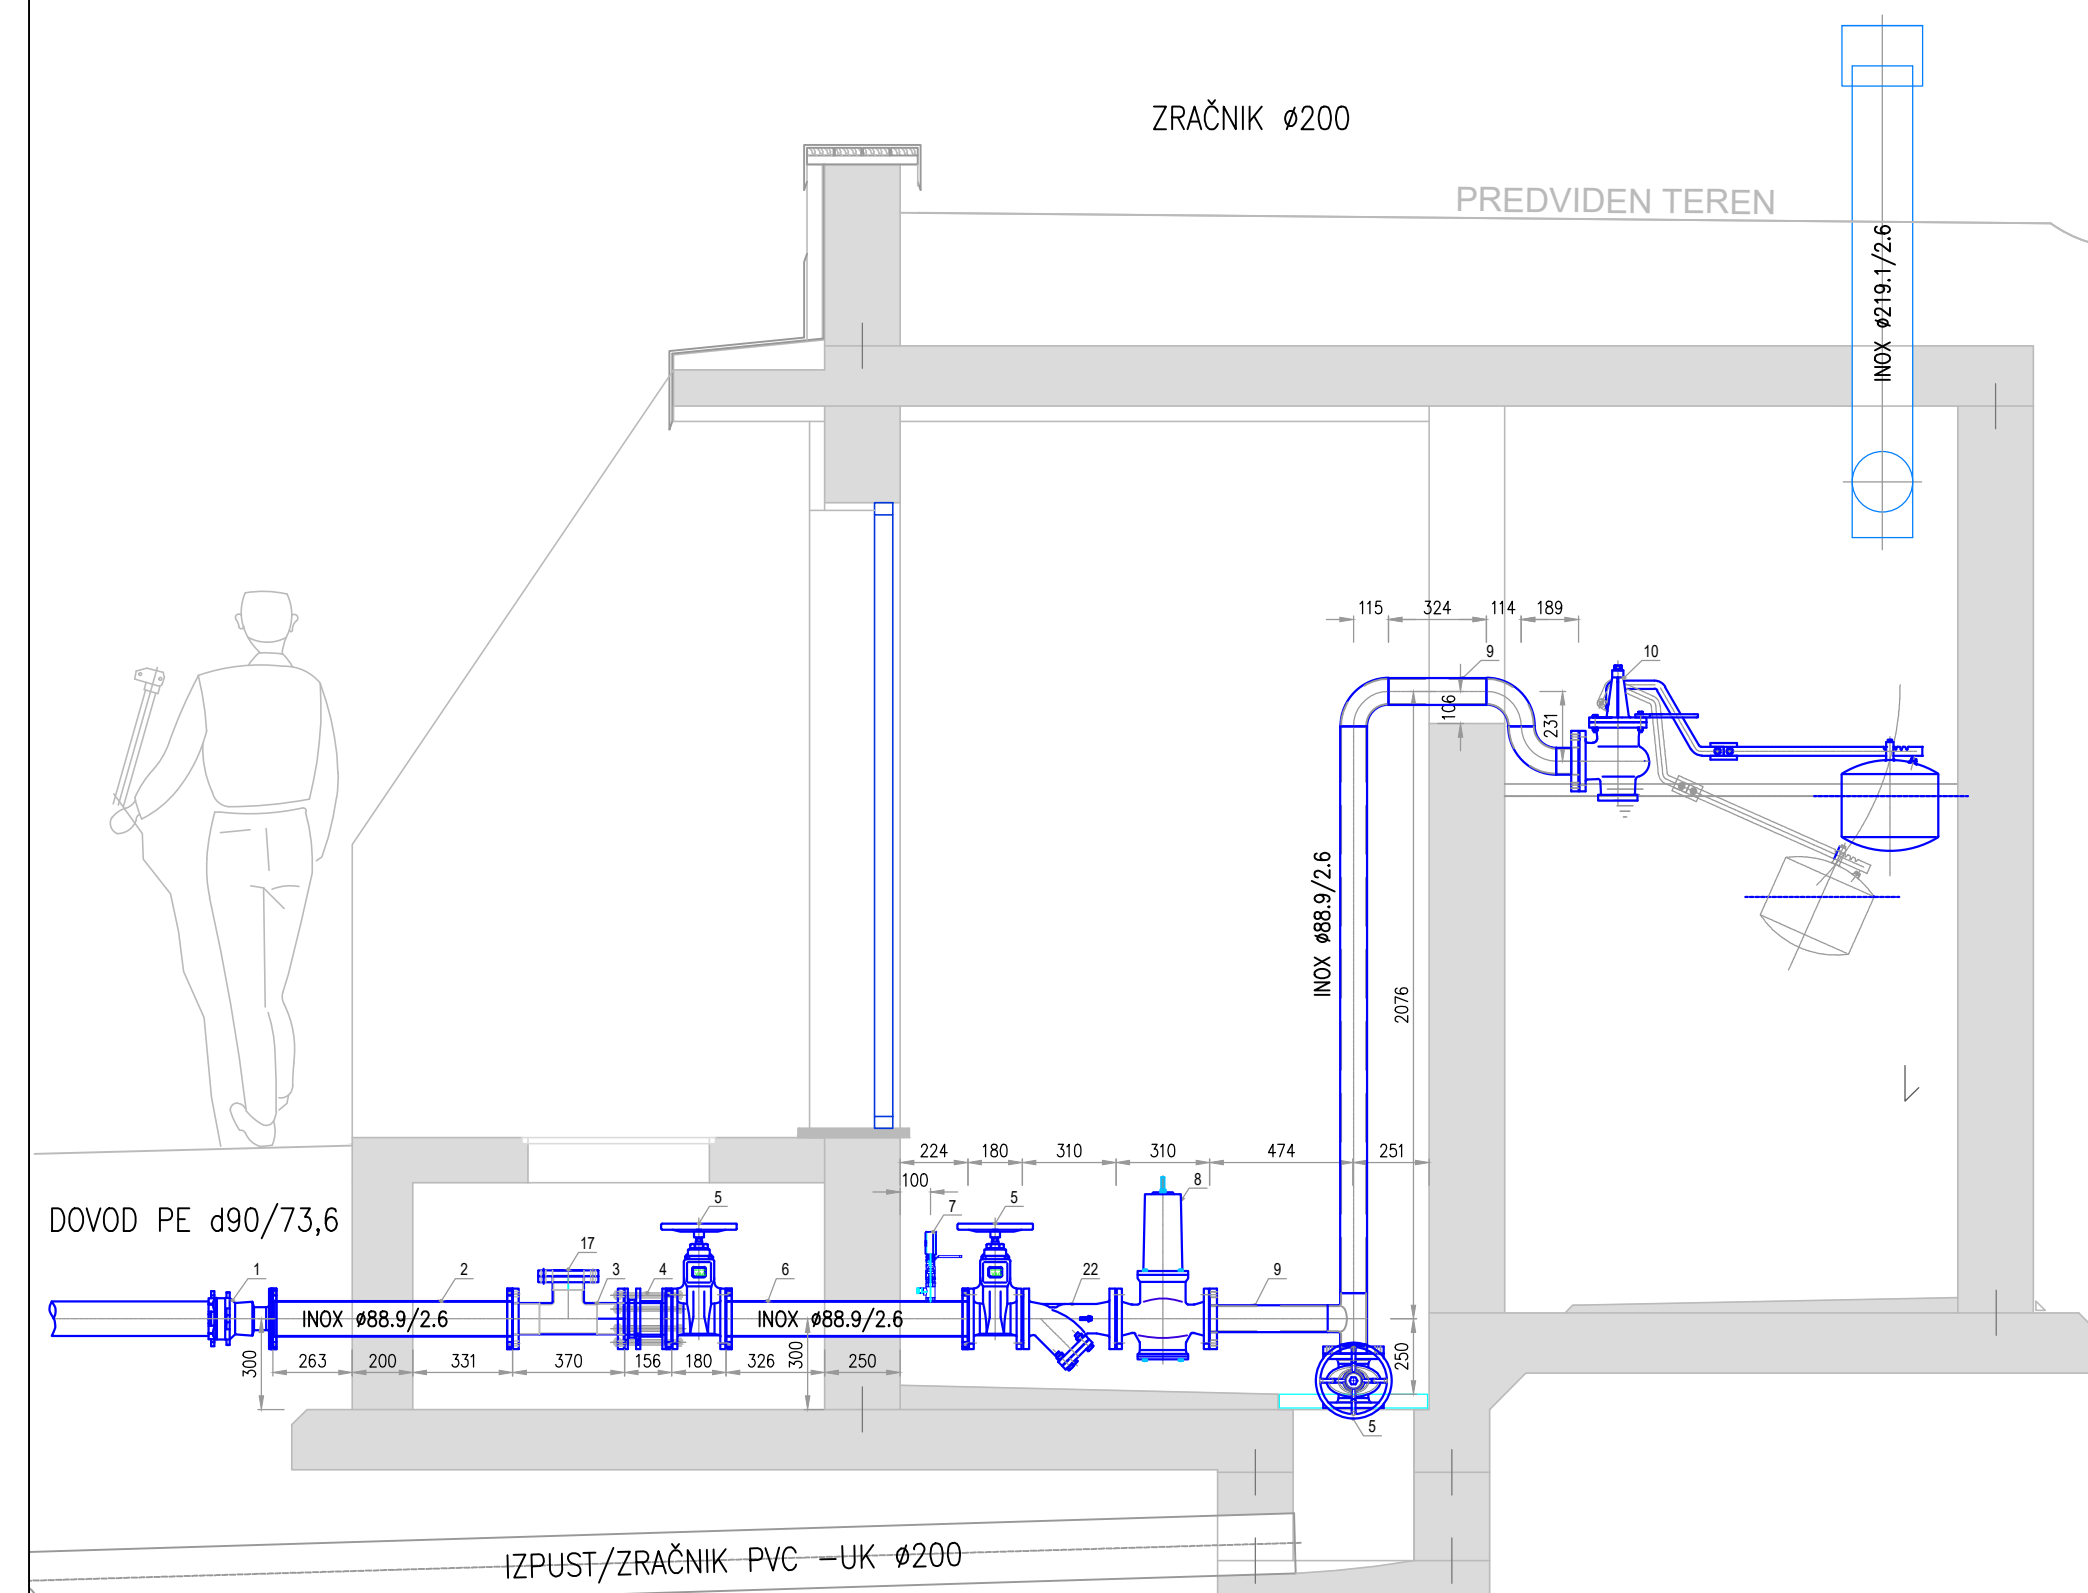 ZRAČNIK ø200
PREDVIDEN TEREN
INOX ø219.1/2.6
115 324 114 189
9 10
106 231
INOX ø88.9/2.6
2076
224 180 310 310 474 251
100
DOVOD PE d90/73,6
5 7 5 8
1 2 17 3 4 6 22 9
INOX ø88.9/2.6 INOX ø88.9/2.6
300 263 200 331 370 156 180 326 300 250 250
5
IZPUST/ZRAČNIK PVC -UK ø200